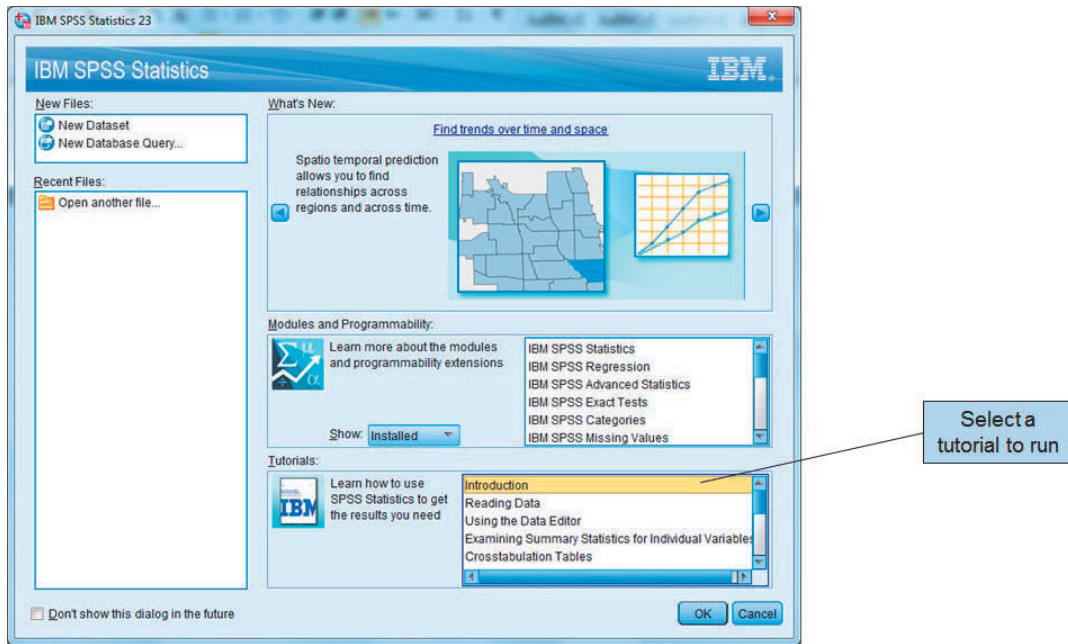 IBM SPSS Statistics 23
IBM SPSS Statistics
IBM.
New Files:
New Dataset
New Database Query...
Recent Files:
Open another file...
What's New:
Find trends over time and space
Spatio temporal prediction
allows you to find
relationships across
regions and across time.
Modules and Programmability:
Learn more about the modules
and programmability extensions
Show: Installed
IBM SPSS Statistics
IBM SPSS Regression
IBM SPSS Advanced Statistics
IBM SPSS Exact Tests
IBM SPSS Categories
IBM SPSS Missing Values
Tutorials:
IBM
Learn how to use
SPSS Statistics to get
the results you need
Introduction
Reading Data
Using the Data Editor
Examining Summary Statistics for Individual Variables
Crosstabulation Tables
Don't show this dialog in the future
OK
Cancel
Select a
tutorial to run